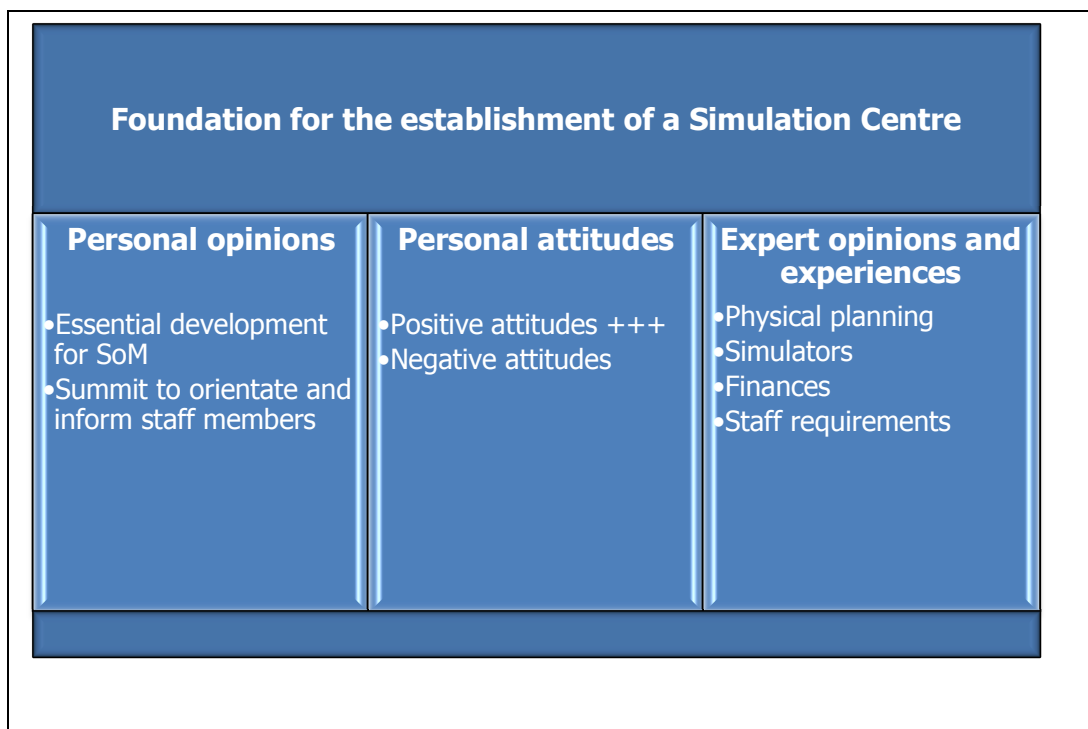 Foundation for the establishment of a Simulation Centre
Personal opinions
•Essential development
for SoM
•Summit to orientate and
inform staff members
Personal attitudes
•Positive attitudes +++
•Negative attitudes
Expert opinions and
experiences
•Physical planning
•Simulators
•Finances
•Staff requirements